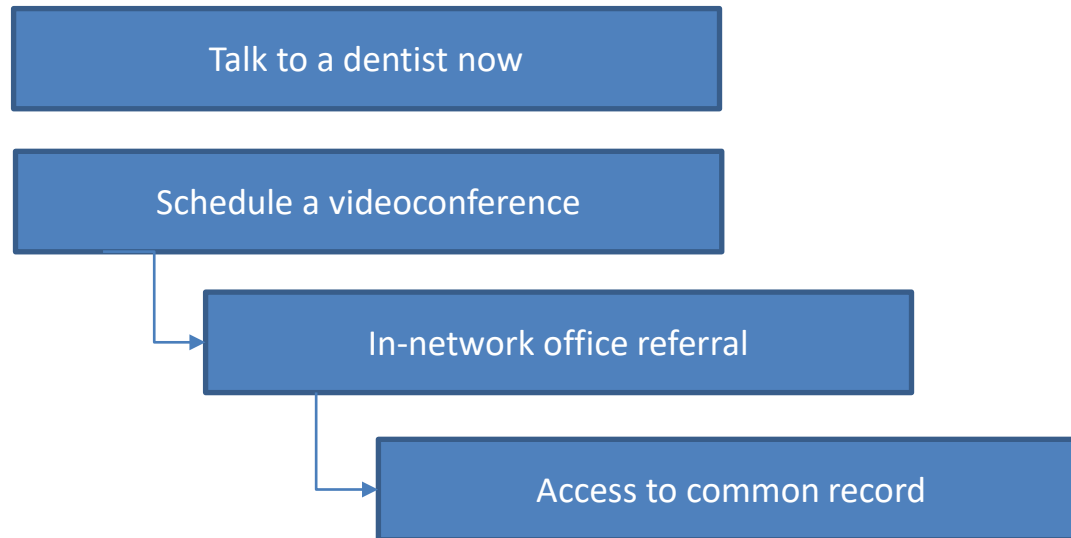 Talk to a dentist now
Schedule a videoconference
In-network office referral
Access to common record